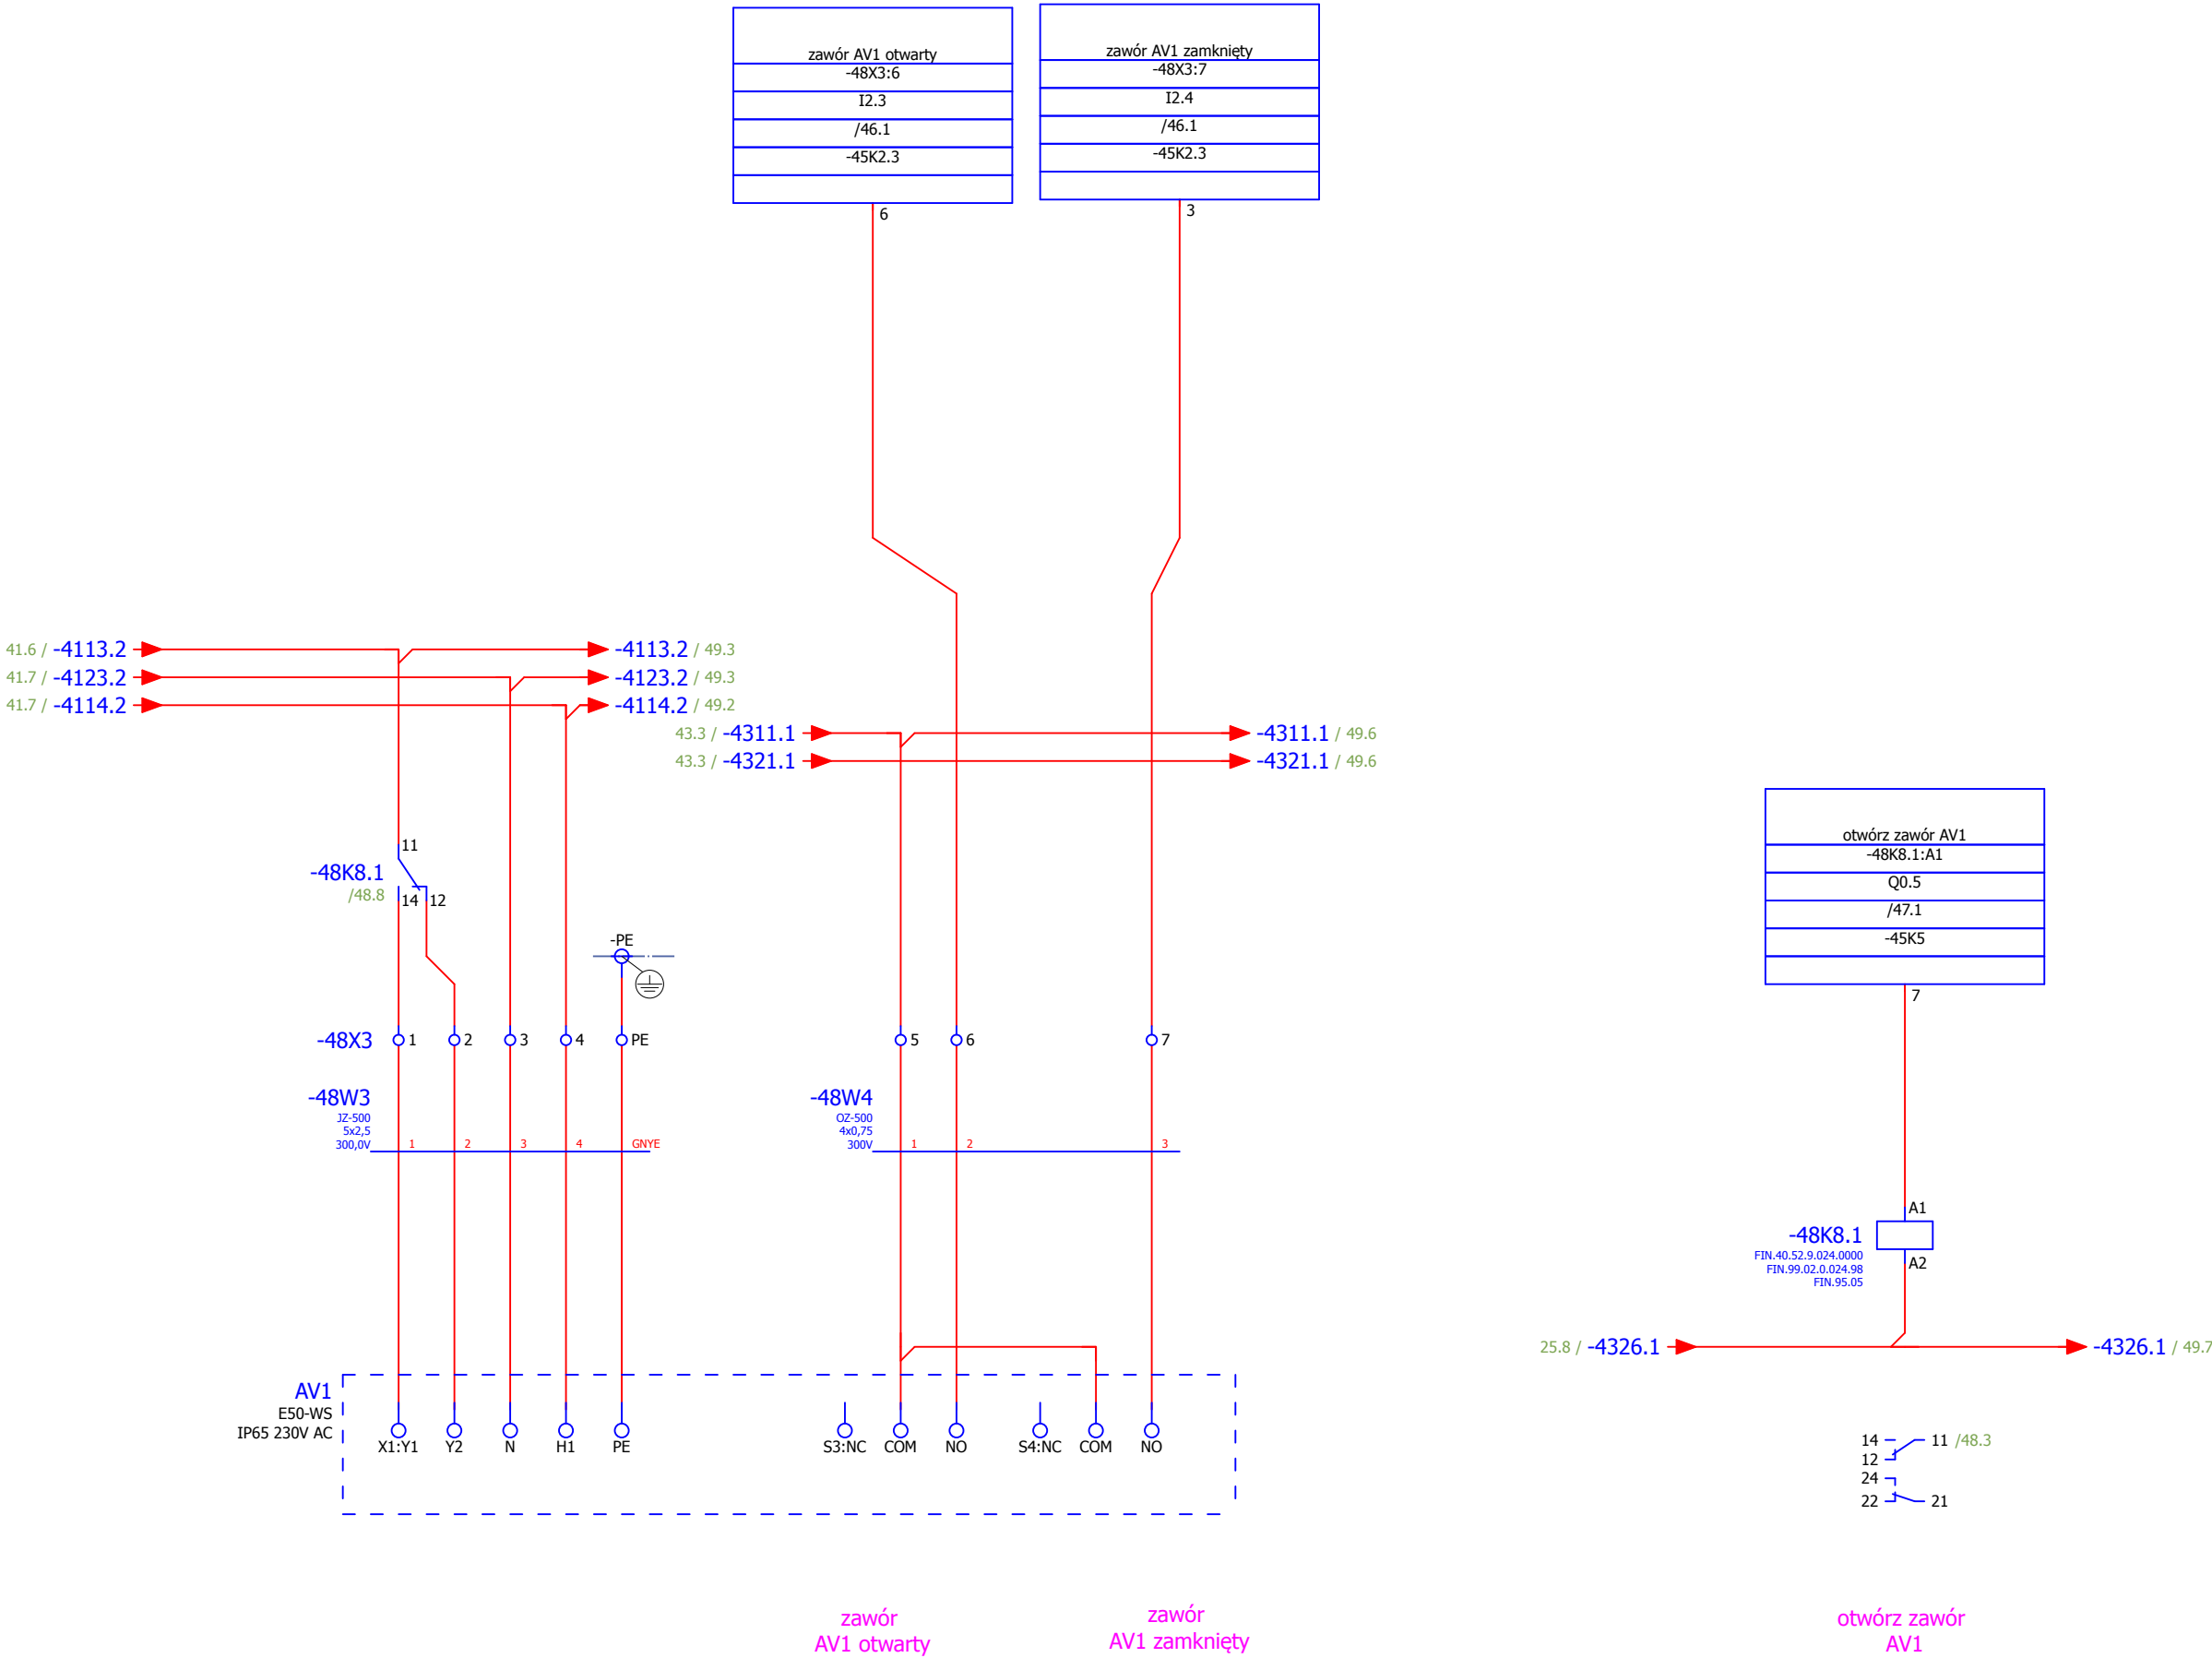 zawór AV1 otwarty
-48X3:6
I2.3
/46.1
-45K2.3
6
zawór AV1 zamknięty
-48X3:7
I2.4
/46.1
-45K2.3
3
41.6 / -4113.2
-4113.2 / 49.3
41.7 / -4123.2
-4123.2 / 49.3
41.7 / -4114.2
-4114.2 / 49.2
43.3 / -4311.1
-4311.1 / 49.6
43.3 / -4321.1
-4321.1 / 49.6
otwórz zawór AV1
-48K8.1:A1
Q0.5
/47.1
-45K5
7
11
-48K8.1
/48.8
14
12
-PE
-48X3
1
2
3
4
PE
5
6
7
-48W3
JZ-500
5x2,5
300,0V
1
2
3
4
GNYE
-48W4
OZ-500
4x0,75
300V
1
2
3
A1
-48K8.1
FIN.40.52.9.024.0000
FIN.99.02.0.024.98
FIN.95.05
A2
25.8 / -4326.1
-4326.1 / 49.7
AV1
E50-WS
IP65 230V AC
X1:Y1
Y2
N
H1
PE
S3:NC
COM
NO
S4:NC
COM
NO
14
11 /48.3
12
24
22
21
zawór
AV1 otwarty
zawór
AV1 zamknięty
otwórz zawór
AV1